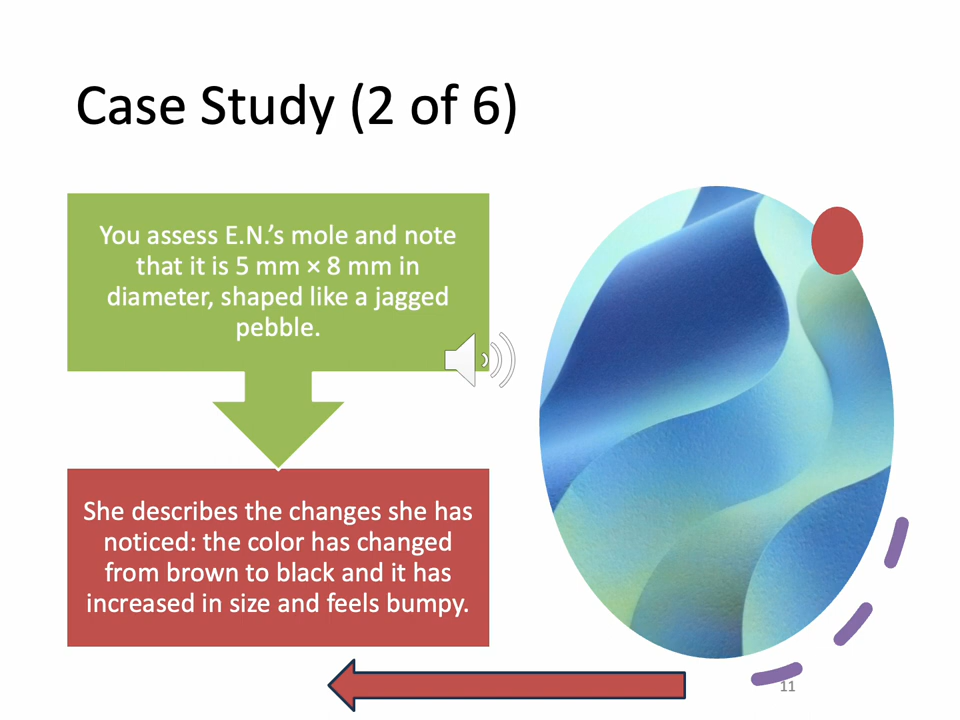 Case Study (2 of 6)
You assess E.N.’s mole and note
that it is 5 mm × 8 mm in
diameter, shaped like a jagged
pebble.
She describes the changes she has
noticed: the color has changed
from brown to black and it has
increased in size and feels bumpy.
11